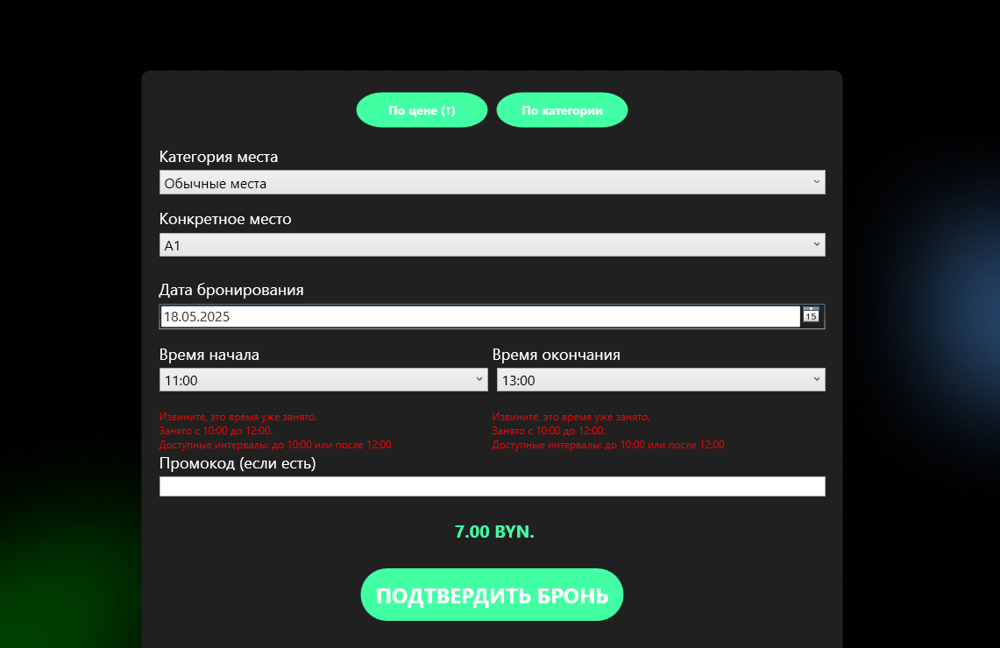 По цене (↑) По категории
Категория места
Обычные места
Конкретное место
A1
Дата бронирования
18.05.2025
15
Время начала Время окончания
11:00 13:00
Извините, это время уже занято. Извините, это время уже занято.
Занято с 10:00 до 12:00. Занято с 10:00 до 12:00.
Доступные интервалы: до 10:00 или после 12:00 Доступные интервалы: до 10:00 или после 12:00
Промокод (если есть)
7.00 BYN.
ПОДТВЕРДИТЬ БРОНЬ